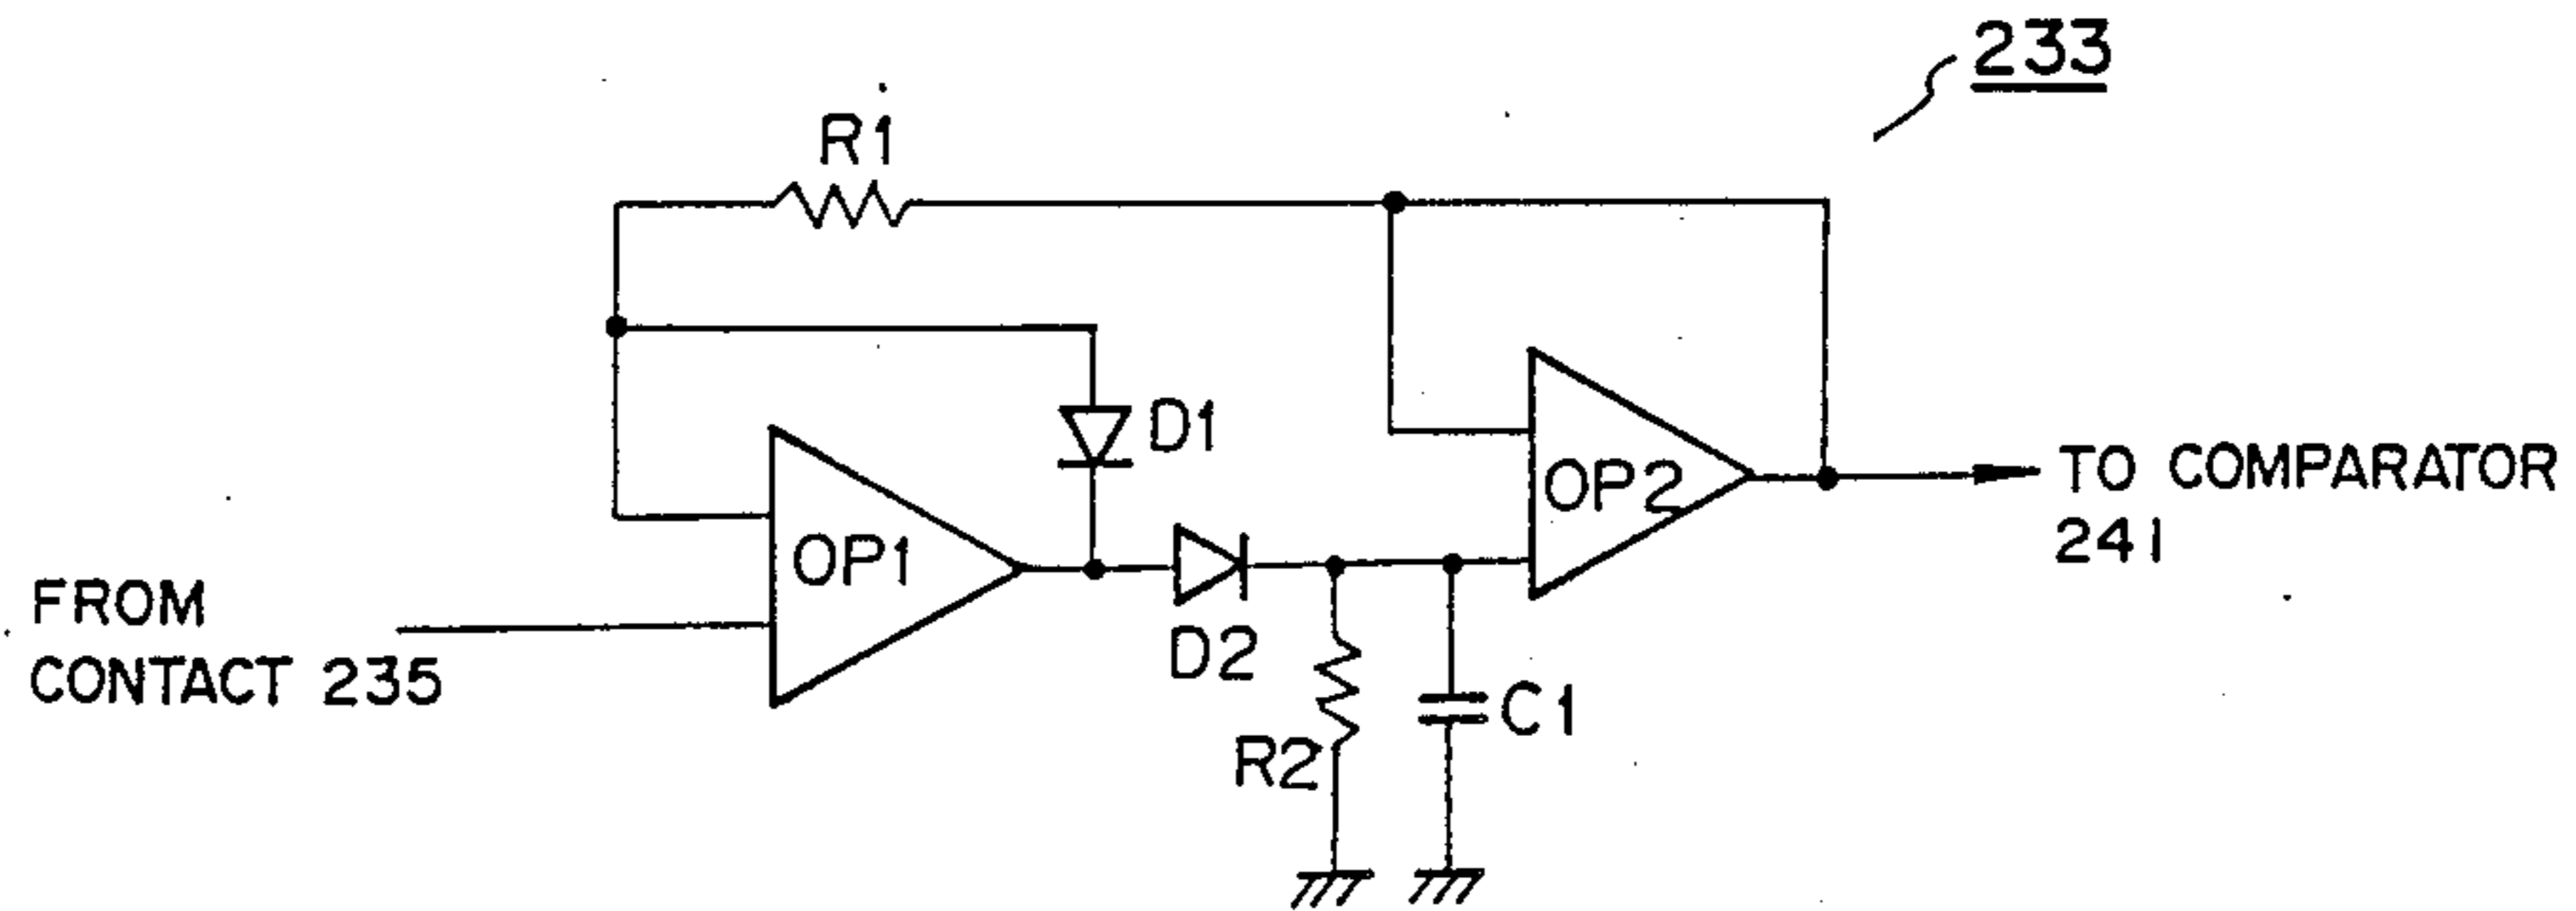 233
R1
D1
OP1
OP2
D2
R2
C1
FROM
CONTACT 235
TO COMPARATOR
241